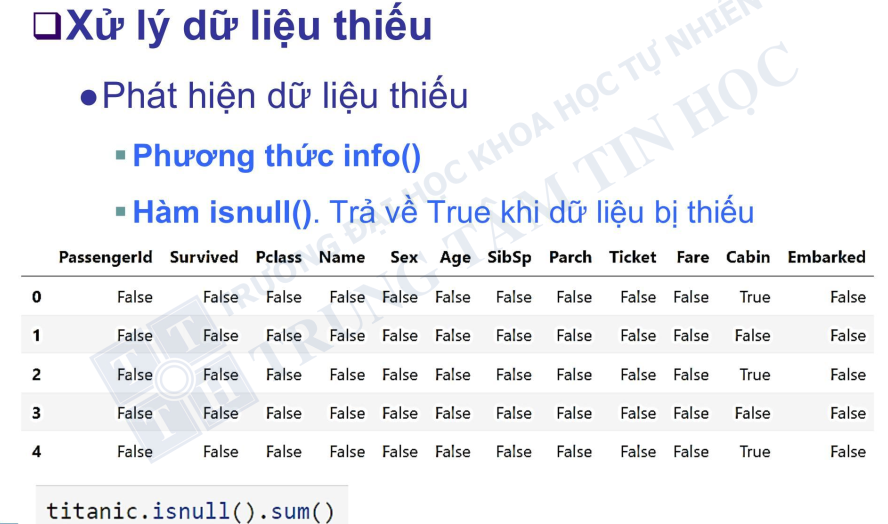 ❑Xử lý dữ liệu thiếu
●Phát hiện dữ liệu thiếu
▪Phương thức info()
▪Hàm isnull(). Trả về True khi dữ liệu bị thiếu
PassengerId Survived Pclass Name Sex Age SibSp Parch Ticket Fare Cabin Embarked
0 False False False False False False False False False False True False
1 False False False False False False False False False False False False
2 False False False False False False False False False False True False
3 False False False False False False False False False False False False
4 False False False False False False False False False False True False
titanic.isnull().sum()
TRƯỜNG ĐẠI HỌC KHOA HỌC TỰ NHIÊN
TRUNG TÂM TIN HỌC
T T
T H